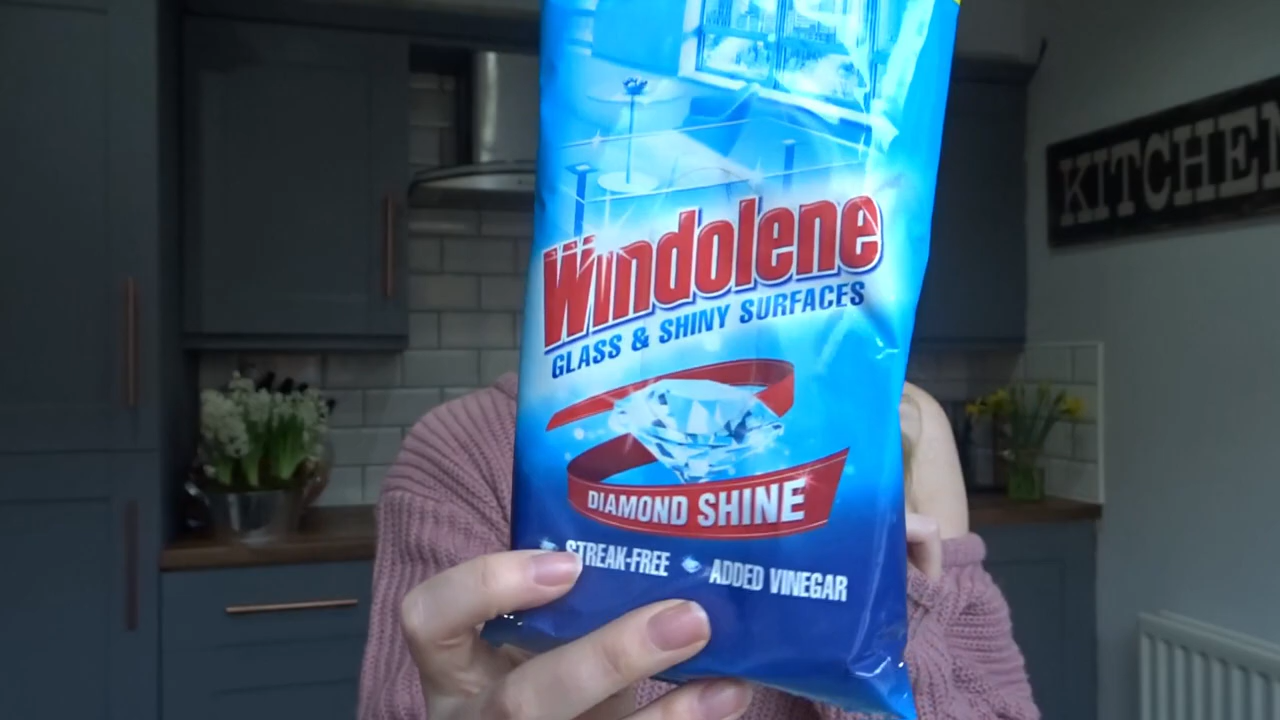 Windolene
GLASS & SHINY SURFACES
DIAMOND SHINE
STREAK-FREE ADDED VINEGAR
KITCHEN